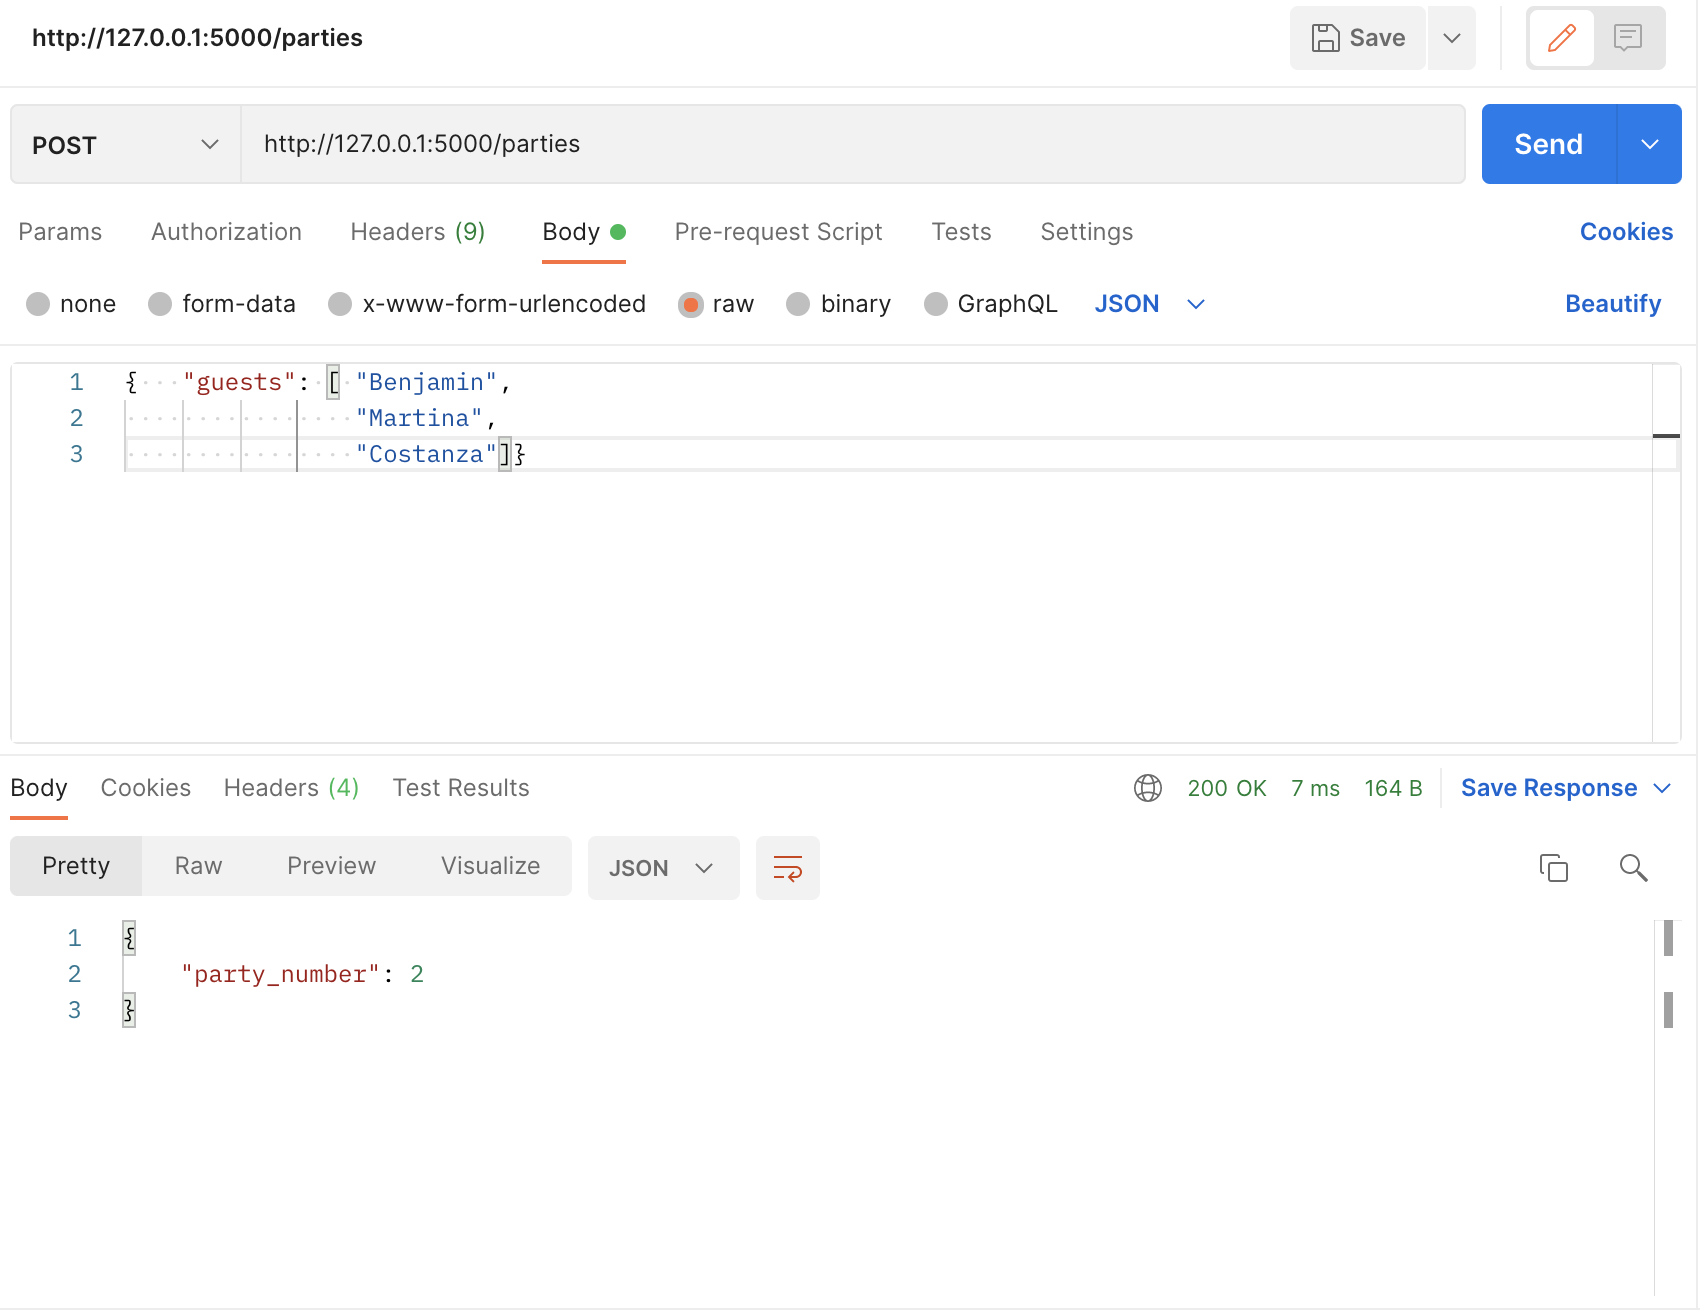 http://127.0.0.1:5000/parties
Save
POST
http://127.0.0.1:5000/parties
Send
Params Authorization Headers (9) Body Pre-request Script Tests Settings Cookies
none form-data x-www-form-urlencoded raw binary GraphQL JSON Beautify
1 { "guests": [ "Benjamin",
2 "Martina",
3 "Costanza"]}
Body Cookies Headers (4) Test Results 200 OK 7 ms 164 B Save Response
Pretty Raw Preview Visualize JSON
1 {
2 "party_number": 2
3 }